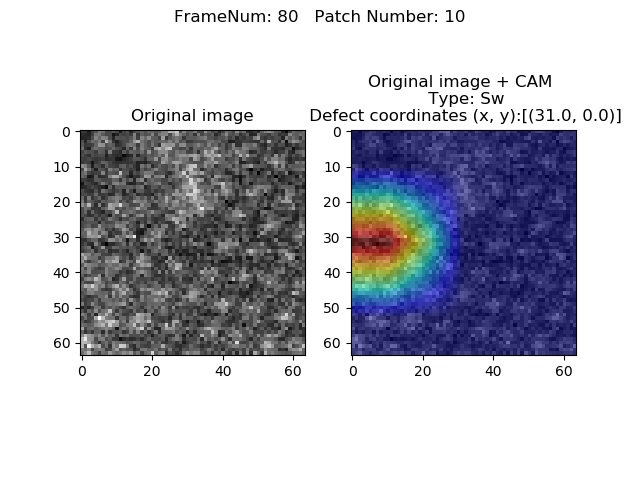 FrameNum: 80   Patch Number: 10
Original image
Original image + CAM
Type: Sw
Defect coordinates (x, y):[(31.0, 0.0)]
0
10
20
30
40
50
60
0 20 40 60
0
10
20
30
40
50
60
0 20 40 60